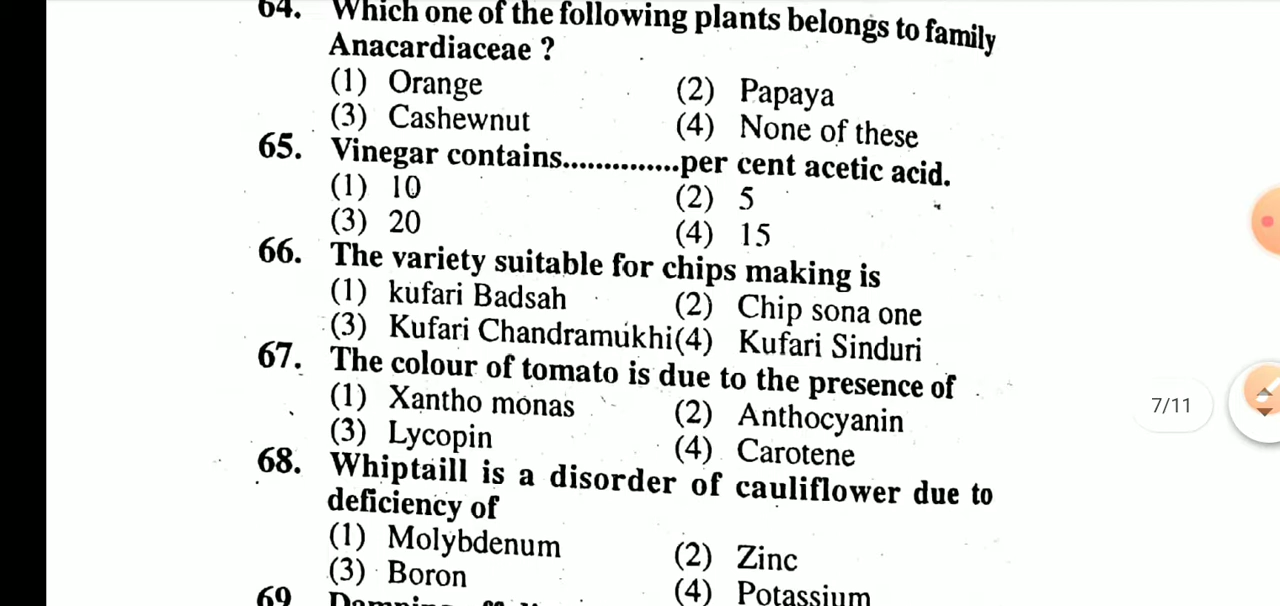 64. Which one of the following plants belongs to family
Anacardiaceae ?
(1) Orange (2) Papaya
(3) Cashewnut (4) None of these
65. Vinegar contains..............per cent acetic acid.
(1) 10 (2) 5
(3) 20 (4) 15
66. The variety suitable for chips making is
(1) kufari Badsah (2) Chip sona one
(3) Kufari Chandramukhi(4) Kufari Sinduri
67. The colour of tomato is due to the presence of
(1) Xantho monas (2) Anthocyanin
(3) Lycopin (4) Carotene
68. Whiptaill is a disorder of cauliflower due to
deficiency of
(1) Molybdenum (2) Zinc
(3) Boron (4) Potassium
69
7/11